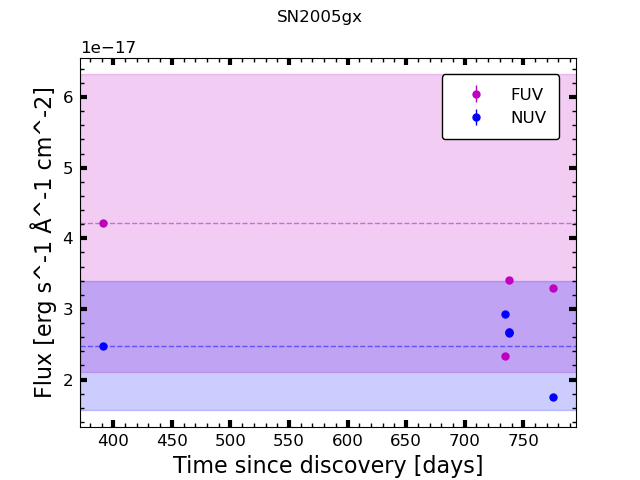 SN2005gx
1e−17
FUV
NUV
6
5
4
3
2
Flux [erg s^-1 Å^-1 cm^-2]
400 450 500 550 600 650 700 750
Time since discovery [days]